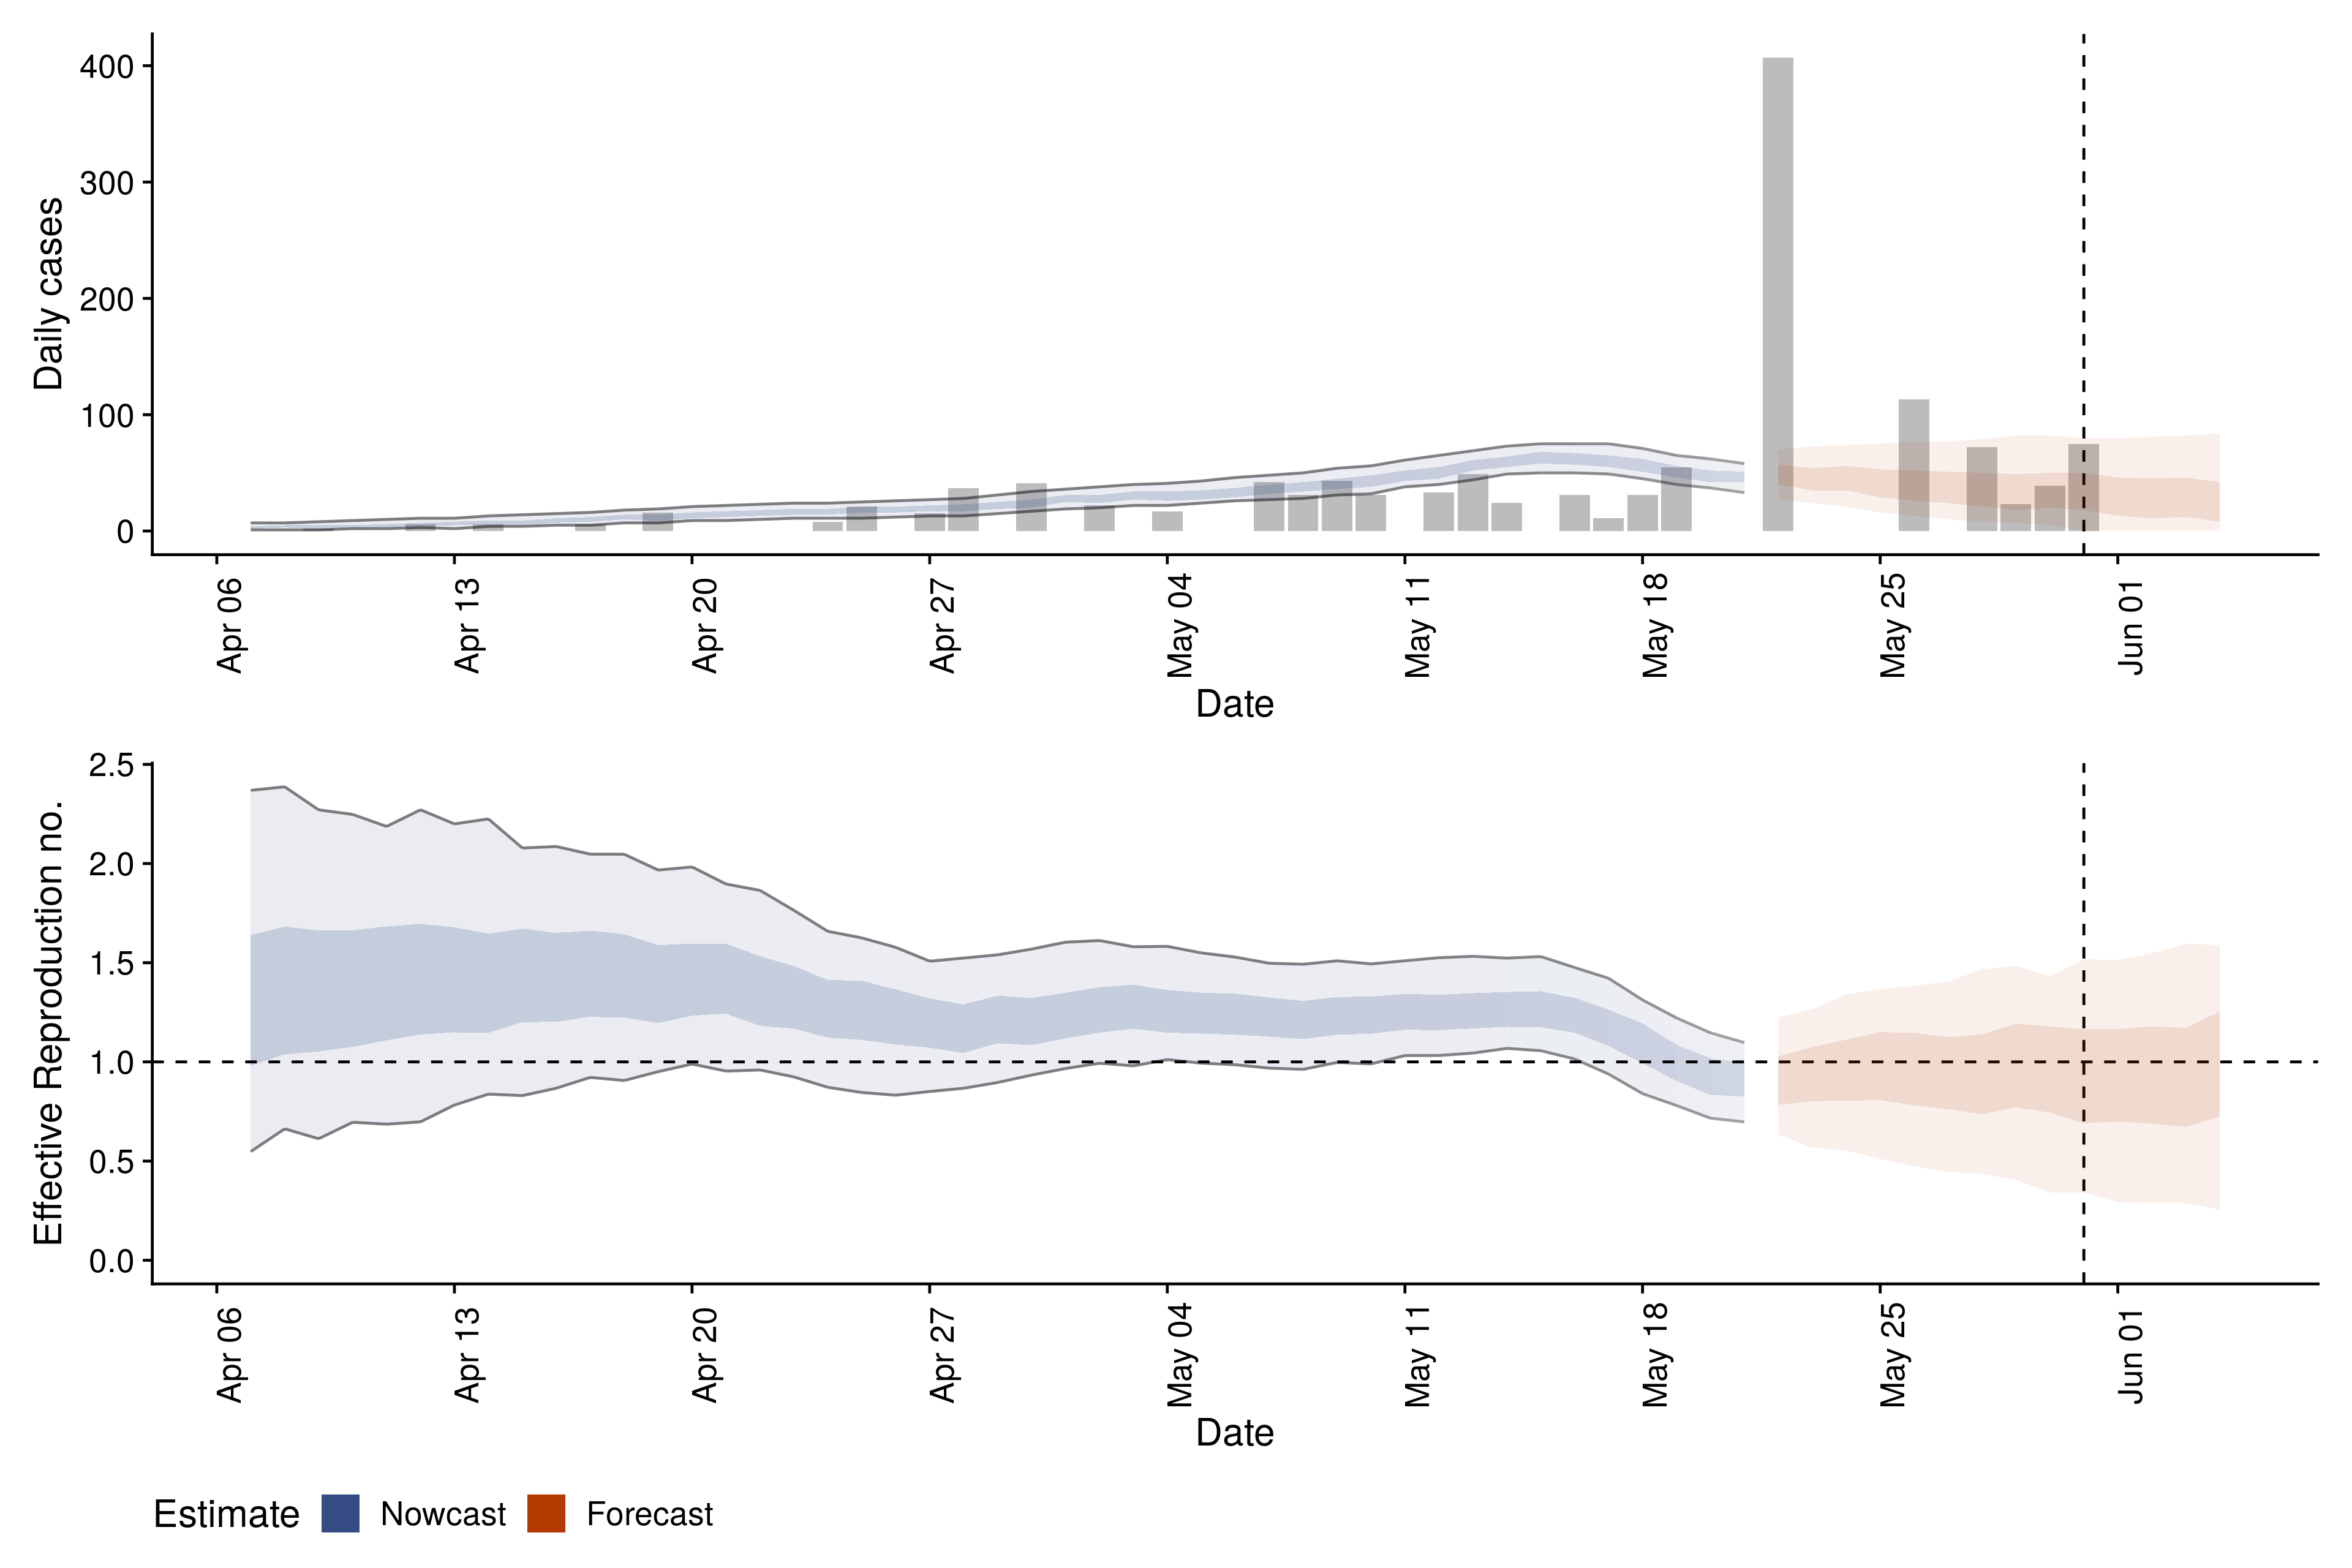 Daily cases
400
300
200
100
0
Apr 06
Apr 13
Apr 20
Apr 27
May 04
May 11
May 18
May 25
Jun 01
Date
Effective Reproduction no.
2.5
2.0
1.5
1.0
0.5
0.0
Apr 06
Apr 13
Apr 20
Apr 27
May 04
May 11
May 18
May 25
Jun 01
Date
Estimate Nowcast Forecast